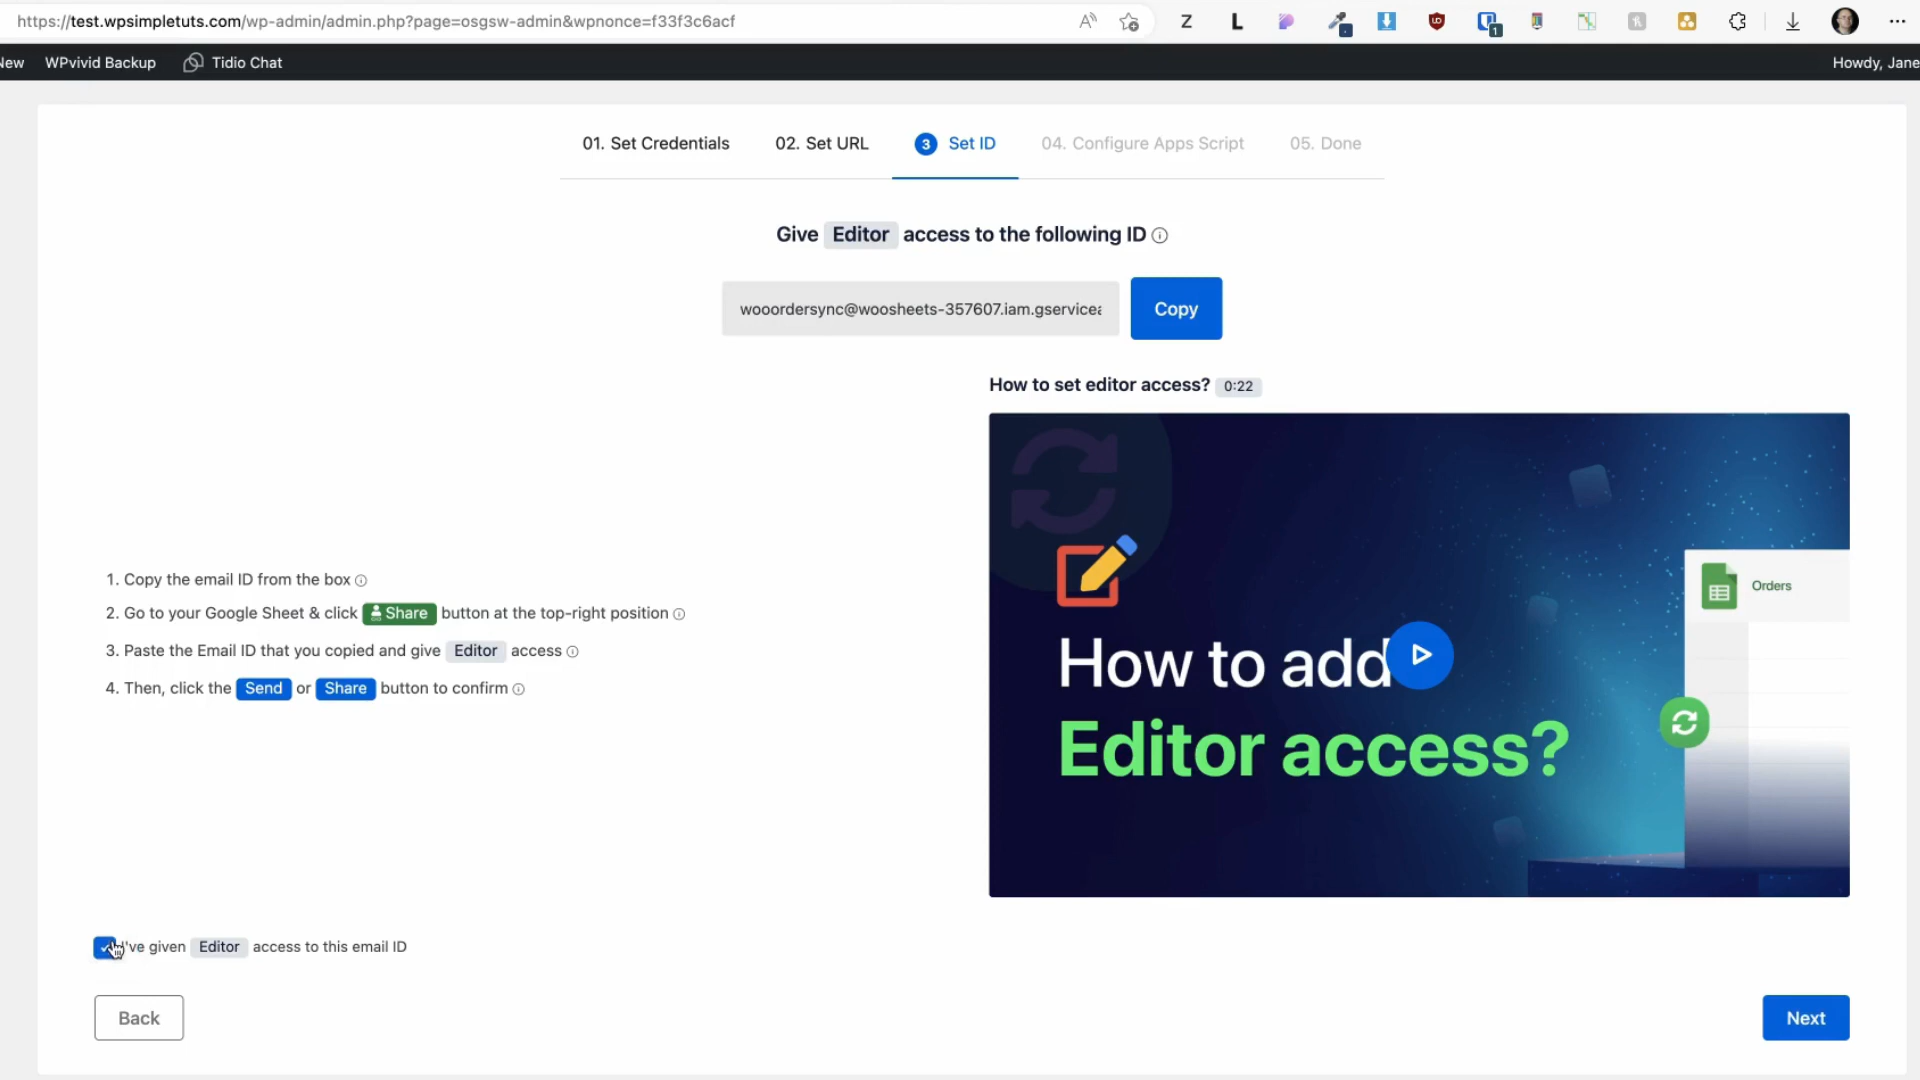 https://test.wpsimpletuts.com/wp-admin/admin.php?page=osgsw-admin&wpnonce=f33f3c6acf
New WPvivid Backup Tidio Chat Howdy, Jane
01. Set Credentials 02. Set URL 3 Set ID 04. Configure Apps Script 05. Done
Give Editor access to the following ID
wooordersync@woosheets-357607.iam.gservicea
Copy
How to set editor access? 0:22
1. Copy the email ID from the box
2. Go to your Google Sheet & click Share button at the top-right position
3. Paste the Email ID that you copied and give Editor access
4. Then, click the Send or Share button to confirm
Orders
How to add
Editor access?
I've given Editor access to this email ID
Back
Next